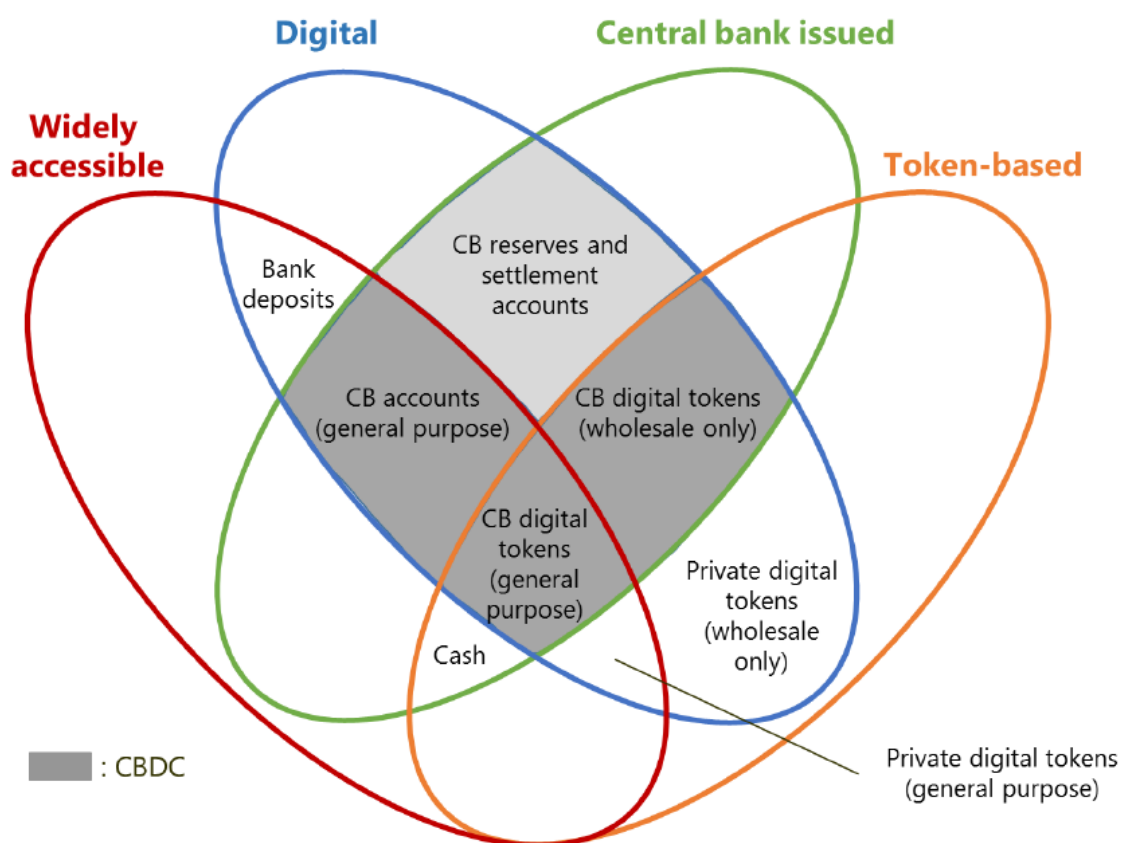 Digital
Central bank issued
Widely
accessible
Token-based
CB reserves and
settlement
accounts
Bank
deposits
CB accounts
(general purpose)
CB digital tokens
(wholesale only)
CB digital
tokens
(general
purpose)
Private digital
tokens
(wholesale
only)
Cash
: CBDC
Private digital tokens
(general purpose)